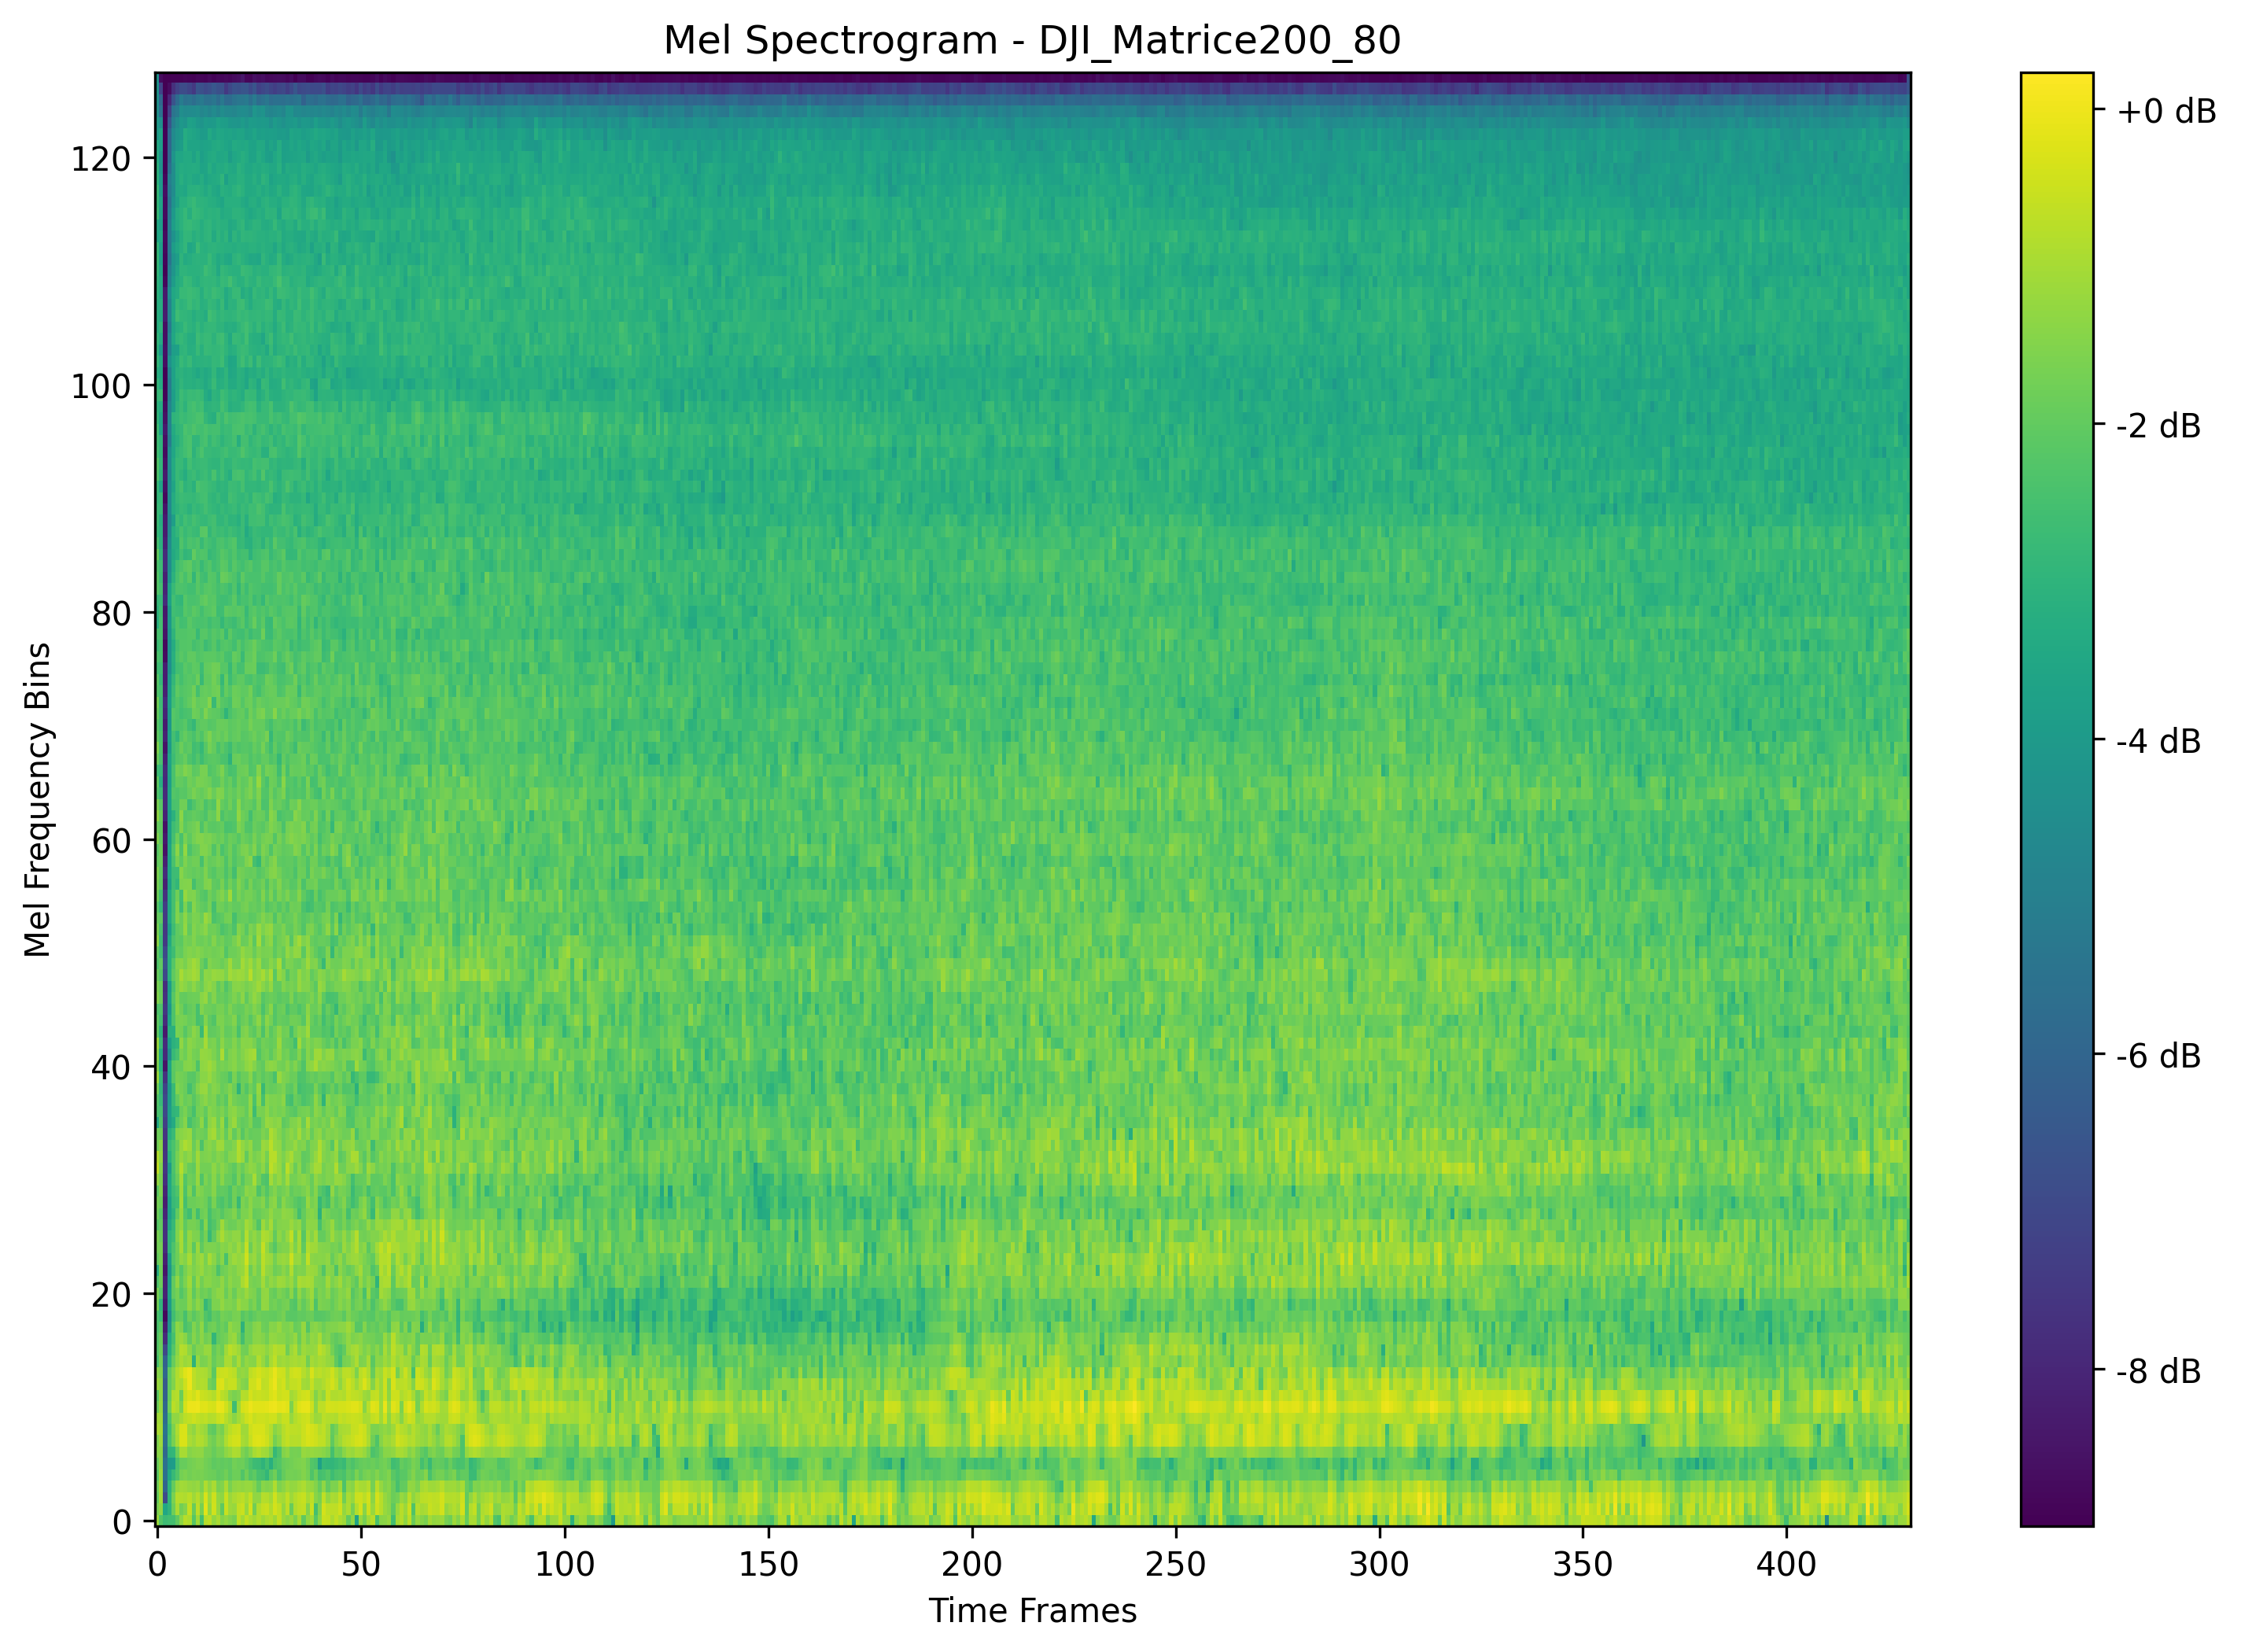 Mel Spectrogram - DJI_Matrice200_80
+0 dB
-2 dB
-4 dB
-6 dB
-8 dB
120
100
80
60
40
20
0
Mel Frequency Bins
0 50 100 150 200 250 300 350 400
Time Frames